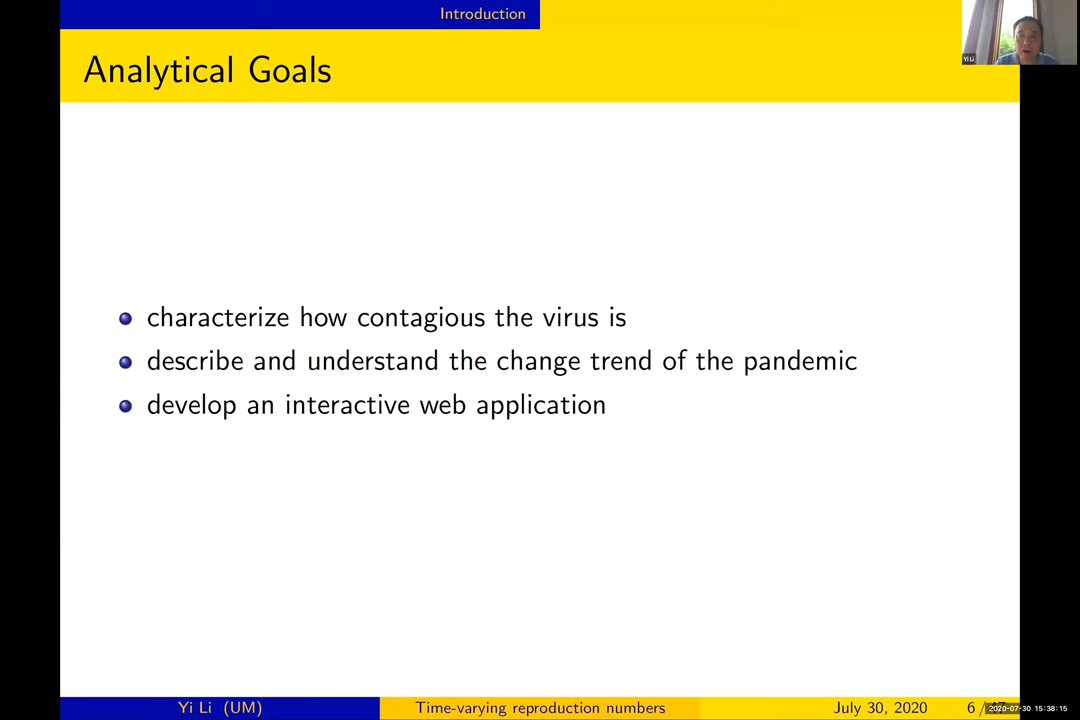 Introduction
Analytical Goals
Yi Li
characterize how contagious the virus is
describe and understand the change trend of the pandemic
develop an interactive web application
Yi Li (UM)
Time-varying reproduction numbers
July 30, 2020
6 /
2020-07-30 15:38:15